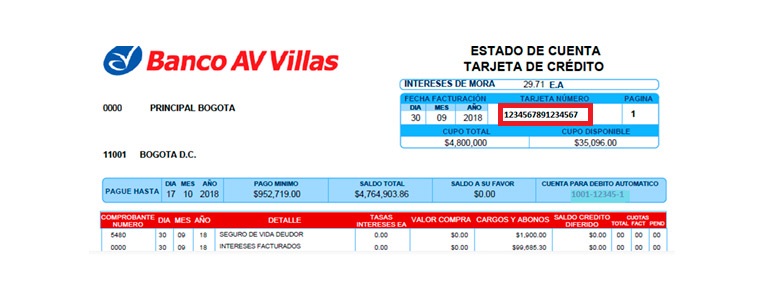 Banco AV Villas
ESTADO DE CUENTA
TARJETA DE CRÉDITO
INTERESES DE MORA 29.71 E.A
0000 PRINCIPAL BOGOTA
FECHA FACTURACIÓN TARJETA NÚMERO PAGINA
DIA MES AÑO
30 09 2018 1234567891234567 1
CUPO TOTAL CUPO DISPONIBLE
$4,800,000 $35,096.00
11001 BOGOTA D.C.
PAGUE HASTA DIA MES AÑO PAGO MINIMO SALDO TOTAL SALDO A SU FAVOR CUENTA PARA DEBITO AUTOMATICO
17 10 2018 $952,719.00 $4,764,903.86 $0.00 1001-12345-1
COMPROBANTE NUMERO DIA MES AÑO DETALLE TASAS INTERESES EA VALOR COMPRA CARGOS Y ABONOS SALDO CREDITO DIFERIDO CUOTAS TOTAL FACT PEND
5480 30 09 18 SEGURO DE VIDA DEUDOR 0.00 $0.00 $1,900.00 $0.00 00 00 00
0000 30 09 18 INTERESES FACTURADOS 0.00 $0.00 $99,685.30 $0.00 00 00 00